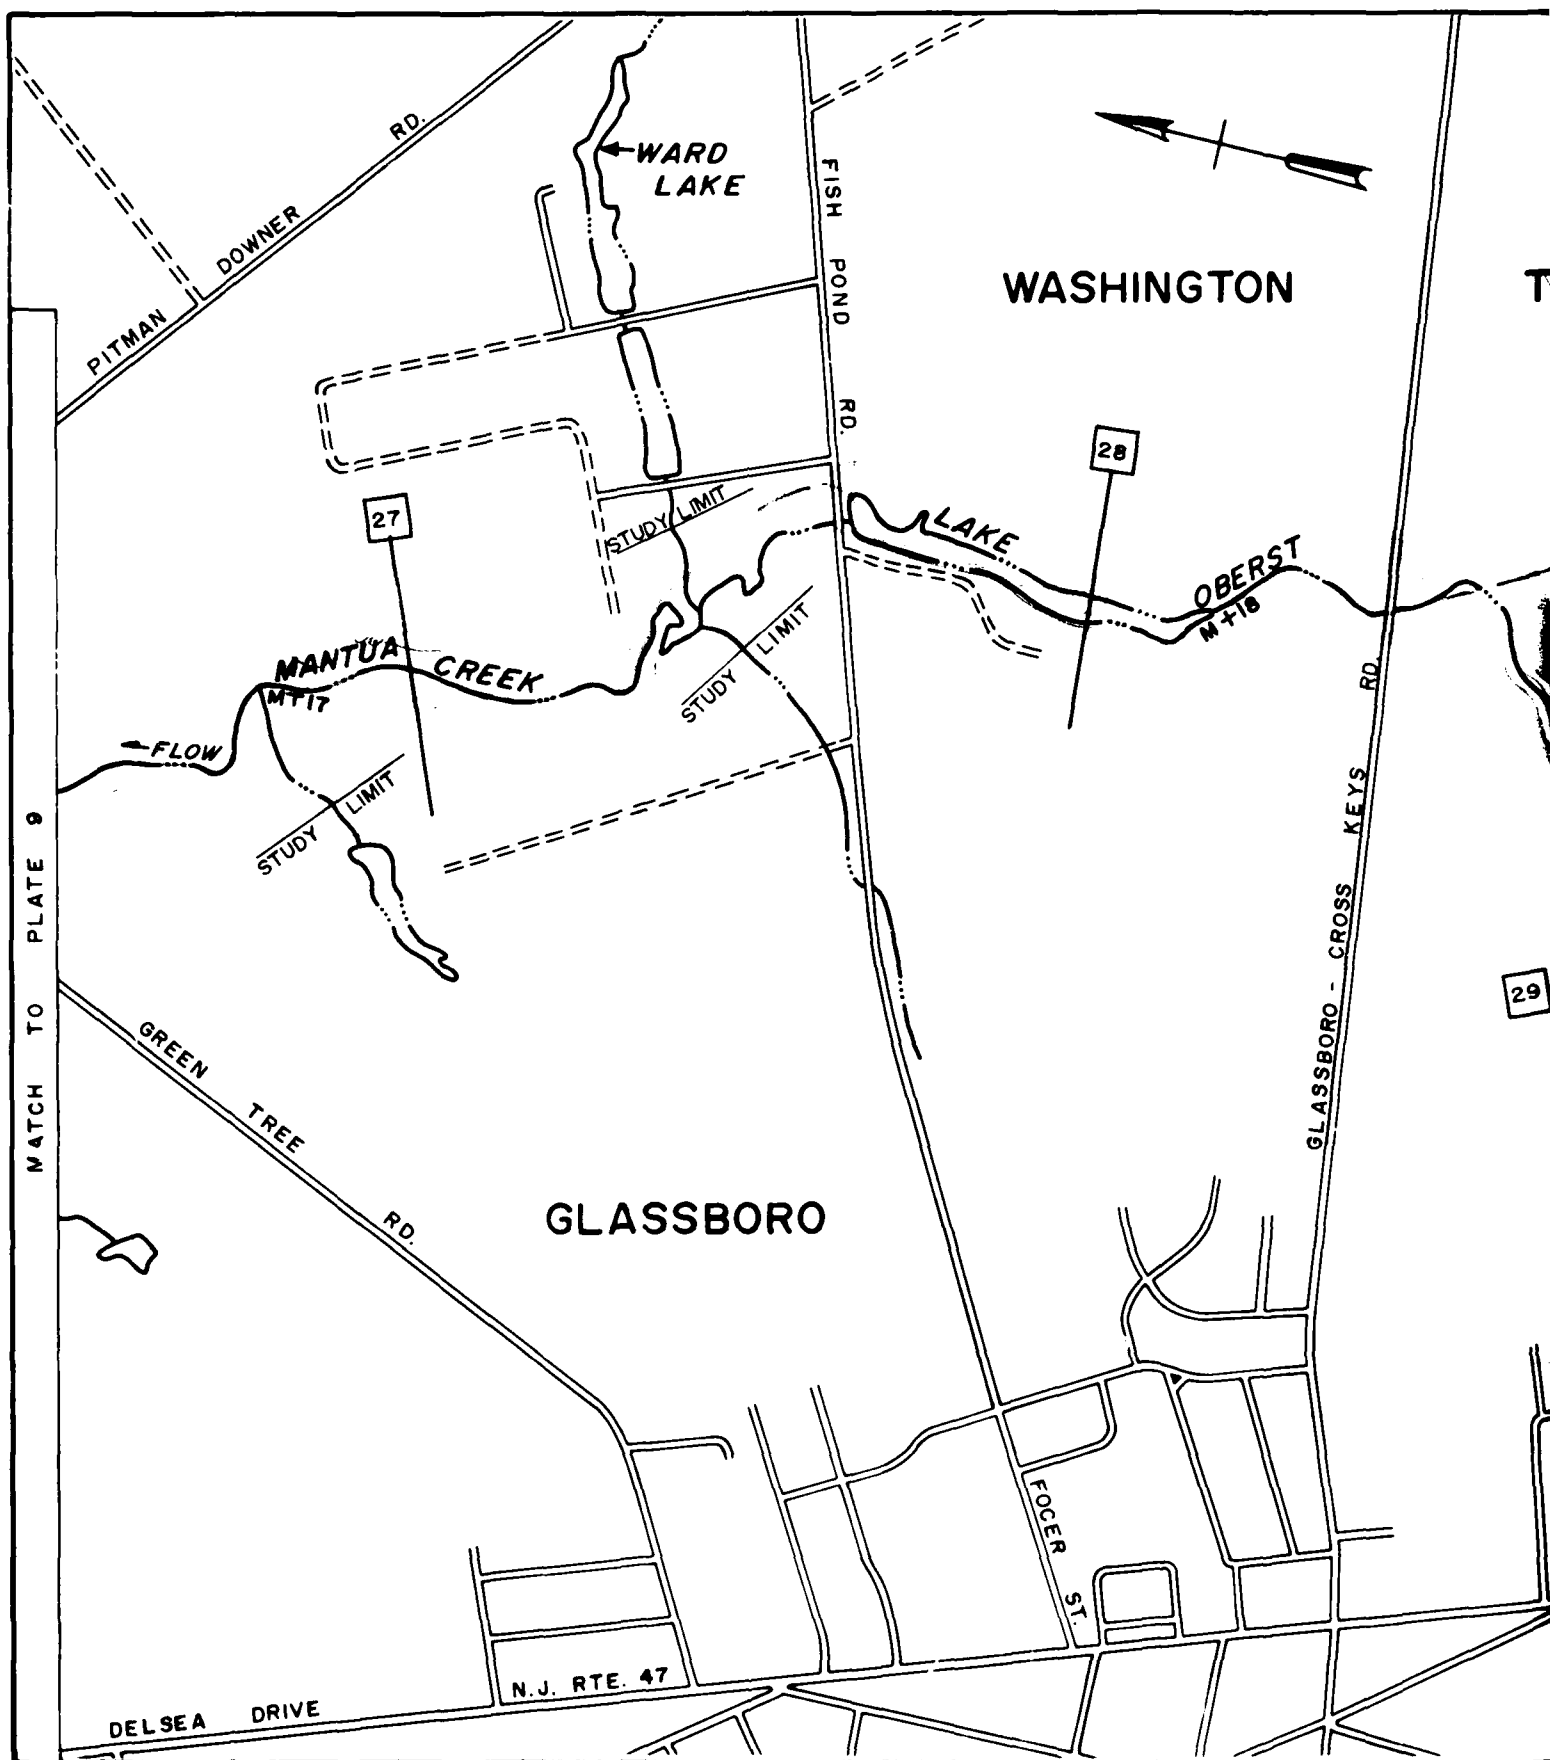 WARD
LAKE
PITMAN DOWNER RD.
FISH POND RD.
WASHINGTON
28
27
STUDY LIMIT
LAKE OBERST
M+18
MANTUA CREEK
M+17
FLOW
STUDY LIMIT
STUDY LIMIT
MATCH TO PLATE 9
GLASSBORO - CROSS KEYS RD.
29
GREEN TREE RD.
GLASSBORO
FOCER ST.
N.J. RTE. 47
DELSEA DRIVE